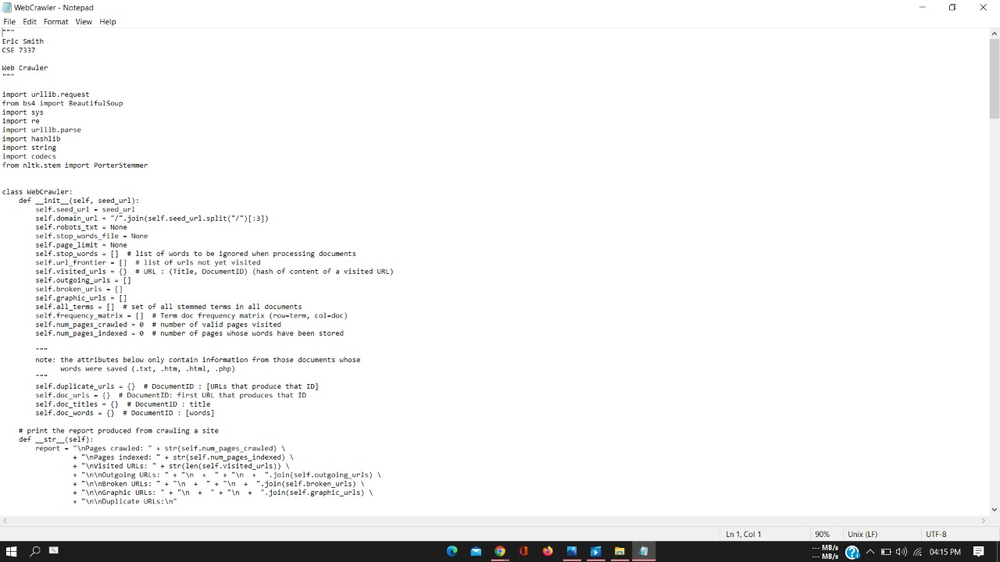 WebCrawler - Notepad
File Edit Format View Help
"""
Eric Smith
CSE 7337

Web Crawler
"""

import urllib.request
from bs4 import BeautifulSoup
import sys
import re
import urllib.parse
import hashlib
import string
import codecs
from nltk.stem import PorterStemmer


class WebCrawler:
    def __init__(self, seed_url):
        self.seed_url = seed_url
        self.domain_url = "/".join(self.seed_url.split("/")[:3])
        self.robots_txt = None
        self.stop_words_file = None
        self.page_limit = None
        self.stop_words = []  # list of words to be ignored when processing documents
        self.url_frontier = []  # list of urls not yet visited
        self.visited_urls = {}  # URL : (Title, DocumentID) (hash of content of a visited URL)
        self.outgoing_urls = []
        self.broken_urls = []
        self.graphic_urls = []
        self.all_terms = []  # set of all stemmed terms in all documents
        self.frequency_matrix = []  # Term doc frequency matrix (row=term, col=doc)
        self.num_pages_crawled = 0  # number of valid pages visited
        self.num_pages_indexed = 0  # number of pages whose words have been stored

        """
        note: the attributes below only contain information from those documents whose
              words were saved (.txt, .htm, .html, .php)
        """
        self.duplicate_urls = {}  # DocumentID : [URLs that produce that ID]
        self.doc_urls = {}  # DocumentID: first URL that produces that ID
        self.doc_titles = {}  # DocumentID : title
        self.doc_words = {}  # DocumentID : [words]

    # print the report produced from crawling a site
    def __str__(self):
        report = "\nPages crawled: " + str(self.num_pages_crawled) \
                 + "\nPages indexed: " + str(self.num_pages_indexed) \
                 + "\nVisited URLs: " + str(len(self.visited_urls)) \
                 + "\n\nOutgoing URLs: " + "\n  +  " + "\n  +  ".join(self.outgoing_urls) \
                 + "\n\nBroken URLs: " + "\n  +  " + "\n  +  ".join(self.broken_urls) \
                 + "\n\nGraphic URLs: " + "\n  +  " + "\n  +  ".join(self.graphic_urls) \
                 + "\n\nDuplicate URLs:\n"
Ln 1, Col 1 90% Unix (LF) UTF-8
--- MB/s
--- MB/s
04:15 PM